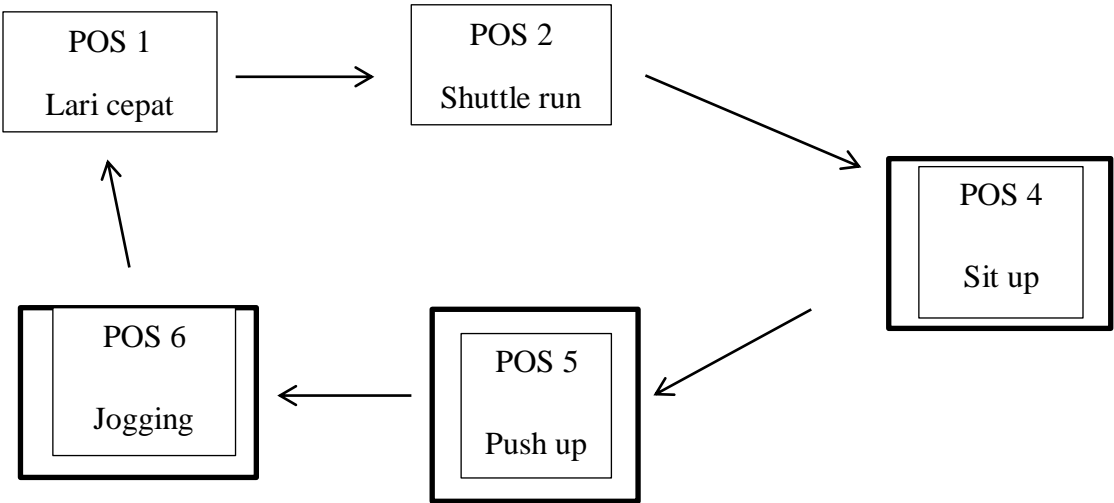 POS 1
Lari cepat
POS 2
Shuttle run
POS 4
Sit up
POS 5
Push up
POS 6
Jogging